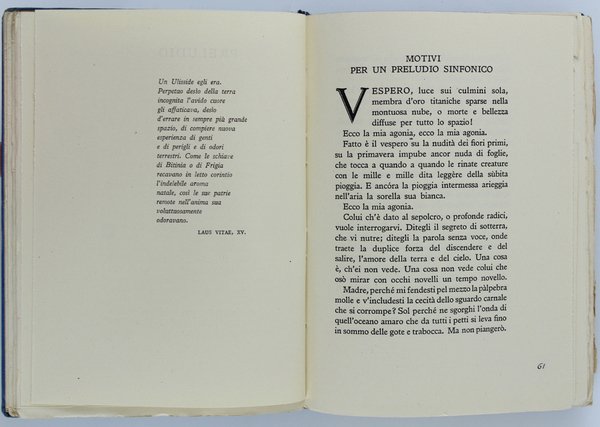 Un Ulisside egli era.
Perpetuo desìo della terra
incognita l'avido cuore
gli affaticava, desìo
d'errare in sempre più grande
spazio, di compiere nuova
esperienza di genti
e di perigli e di odori
terrestri. Come le schiave
di Bitinia o di Frigia
recavano in letto corintio
l'indelebile aroma
natale, così le sue patrie
remote nell'anima sua
voluttuosamente
odoravano.
LAUS VITAE, XV.
MOTIVI
PER UN PRELUDIO SINFONICO
VESPERO, luce sui culmini sola,
membra d'oro titaniche sparse nella
montuosa nube, o morte e bellezza
diffuse per tutto lo spazio!
Ecco la mia agonia, ecco la mia agonia.
Fatto è il vespero su la nudità dei fiori primi,
su la primavera impube ancor nuda di foglie,
che tocca a quando a quando le rinate creature
con le mille e mille dita leggère della sùbita
pioggia. E ancóra la pioggia intermessa arieggia
nell'aria la sorella sua bianca.
Ecco la mia agonia.
Colui ch'è dato al sepolcro, o profonde radici,
vuole interrogarvi. Ditegli il segreto di sotterra,
che vi nutre; ditegli la parola senza voce, onde
traete la duplice forza del discendere e del
salire, l'amore della terra e del cielo. Una cosa
è, ch'ei non vede. Una cosa non vede colui che
osò mirar con occhi novelli un tempo novello.
Madre, perché mi fendesti pel mezzo la pàlpebra
molle e v'includesti la cecità dello sguardo carnale
che si corrompe? Sol perché ne sgorghi l'onda di
quell'oceano amaro che da tutti i petti si leva fino
in sommo delle gote e trabocca. Ma non piangerò.
61